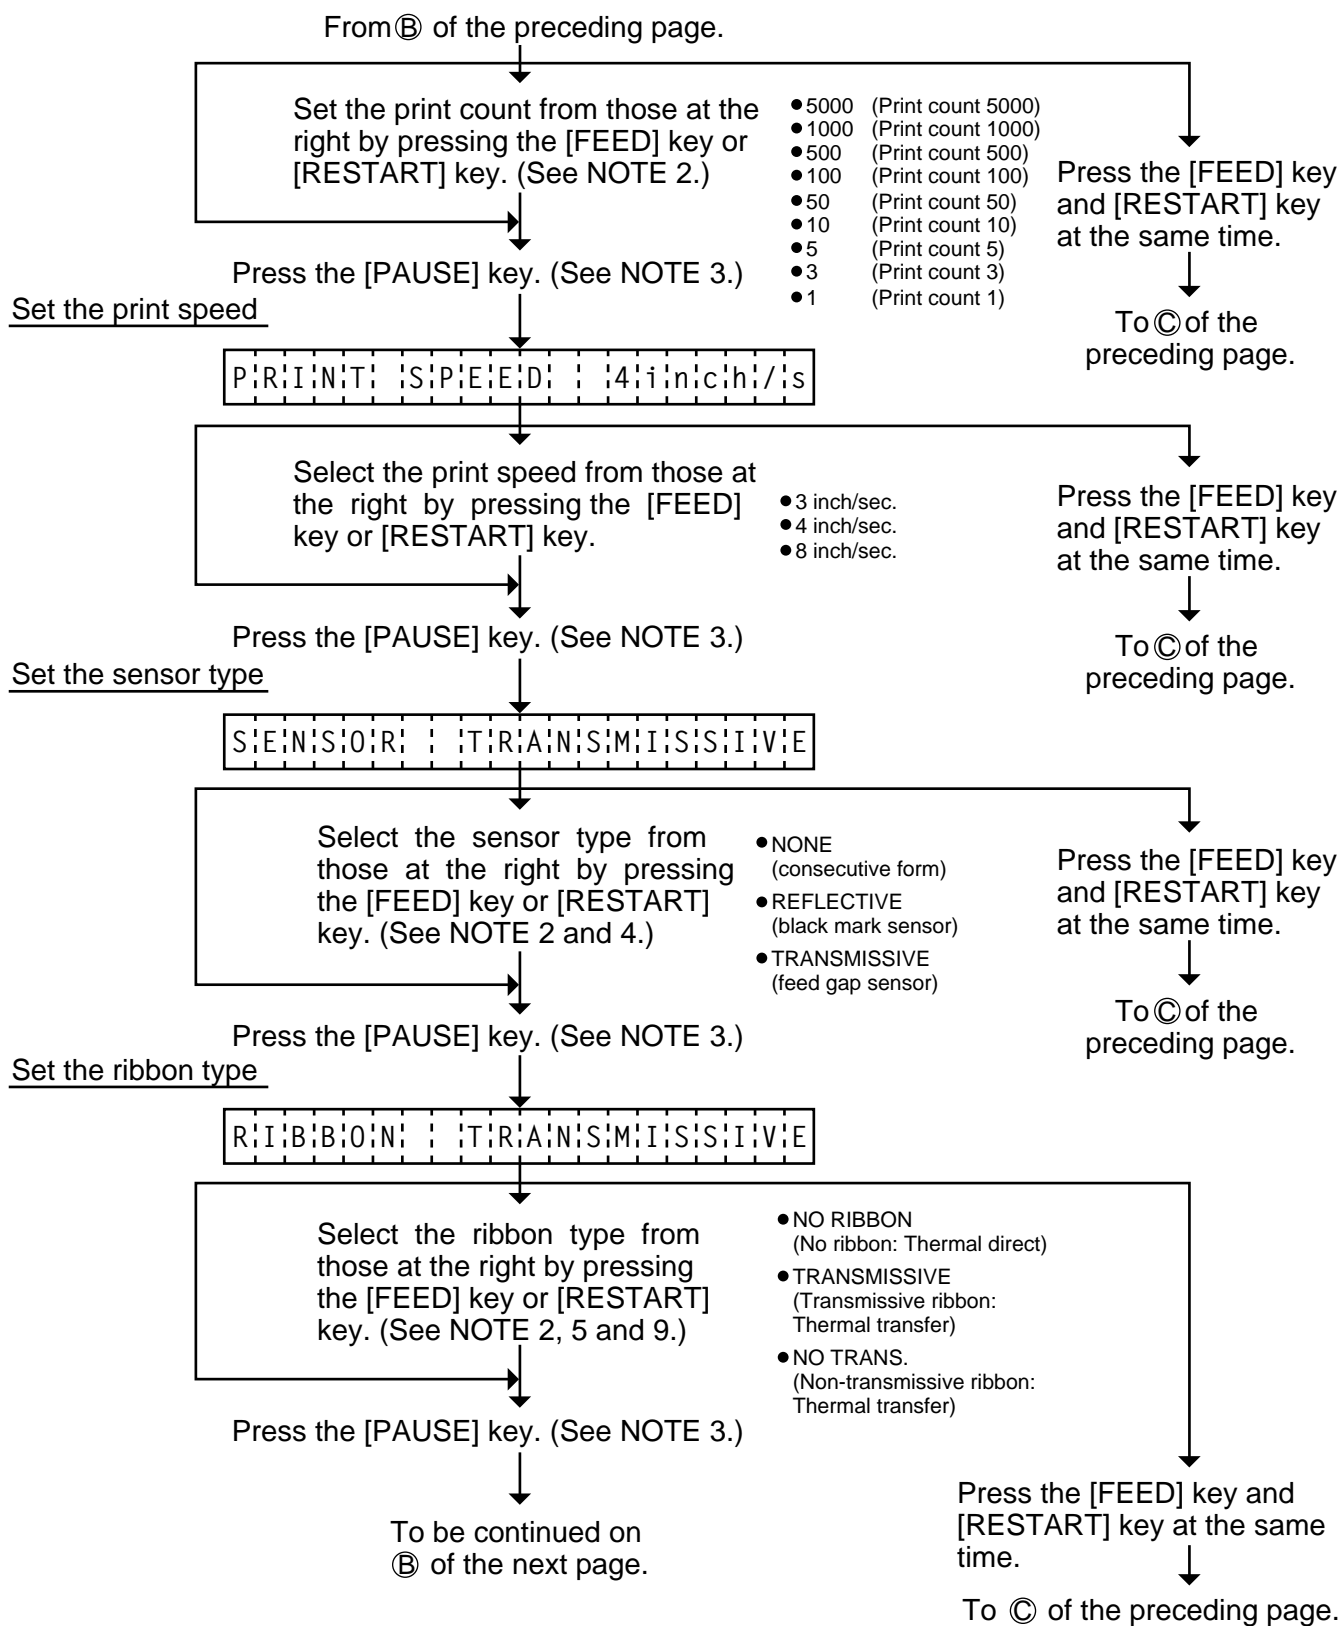 From Ⓑ of the preceding page.
Set the print count from those at the
right by pressing the [FEED] key or
[RESTART] key. (See NOTE 2.)
● 5000 (Print count 5000)
● 1000 (Print count 1000)
● 500 (Print count 500)
● 100 (Print count 100)
● 50 (Print count 50)
● 10 (Print count 10)
● 5 (Print count 5)
● 3 (Print count 3)
● 1 (Print count 1)
Press the [FEED] key
and [RESTART] key
at the same time.
To Ⓒ of the
preceding page.
Press the [PAUSE] key. (See NOTE 3.)
Set the print speed
PRINT SPEED  4inch/s
Select the print speed from those at
the right by pressing the [FEED]
key or [RESTART] key.
● 3 inch/sec.
● 4 inch/sec.
● 8 inch/sec.
Press the [FEED] key
and [RESTART] key
at the same time.
To Ⓒ of the
preceding page.
Press the [PAUSE] key. (See NOTE 3.)
Set the sensor type
SENSOR  TRANSMISSIVE
Select the sensor type from
those at the right by pressing
the [FEED] key or [RESTART]
key. (See NOTE 2 and 4.)
● NONE
(consecutive form)
● REFLECTIVE
(black mark sensor)
● TRANSMISSIVE
(feed gap sensor)
Press the [FEED] key
and [RESTART] key
at the same time.
To Ⓒ of the
preceding page.
Press the [PAUSE] key. (See NOTE 3.)
Set the ribbon type
RIBBON  TRANSMISSIVE
Select the ribbon type from
those at the right by pressing
the [FEED] key or [RESTART]
key. (See NOTE 2, 5 and 9.)
● NO RIBBON
(No ribbon: Thermal direct)
● TRANSMISSIVE
(Transmissive ribbon:
Thermal transfer)
● NO TRANS.
(Non-transmissive ribbon:
Thermal transfer)
Press the [PAUSE] key. (See NOTE 3.)
To be continued on
Ⓑ of the next page.
Press the [FEED] key and
[RESTART] key at the same
time.
To Ⓒ of the preceding page.